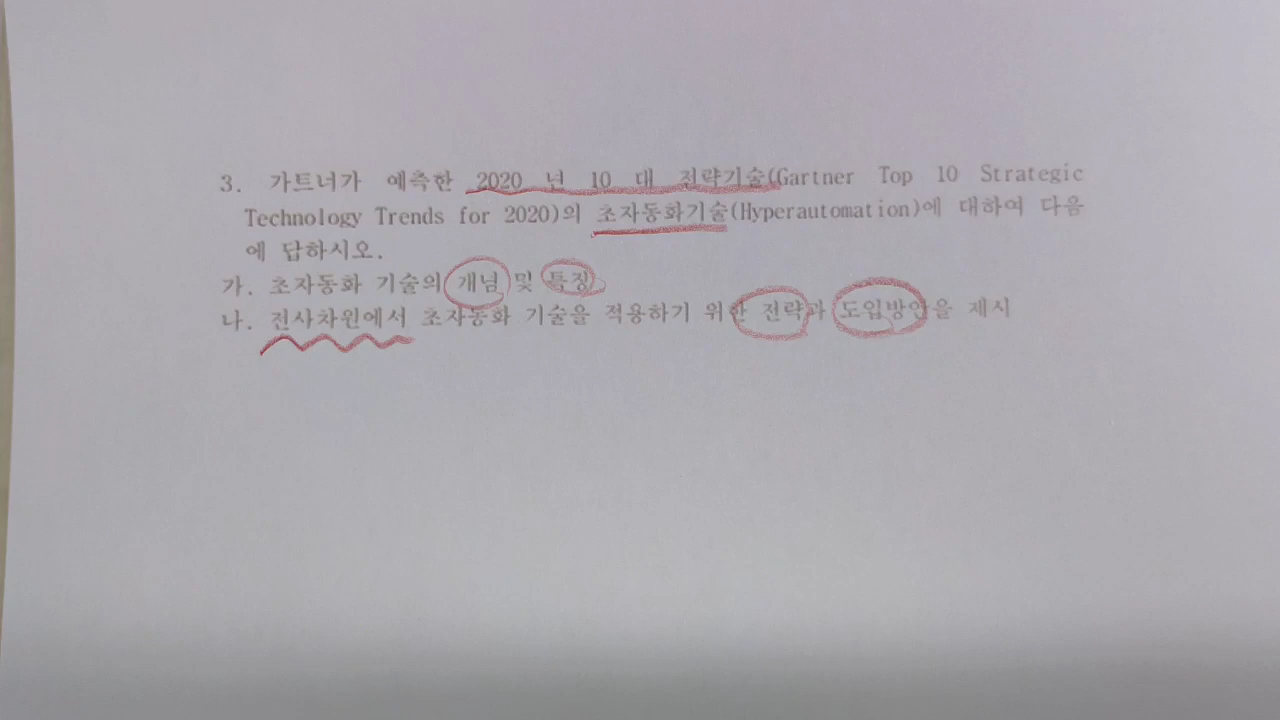 3. 가트너가 예측한 2020 년 10 대 전략기술(Gartner Top 10 Strategic
Technology Trends for 2020)의 초자동화기술(Hyperautomation)에 대하여 다음
에 답하시오.
가. 초자동화 기술의 개념 및 특징
나. 전사차원에서 초자동화 기술을 적용하기 위한 전략과 도입방안을 제시